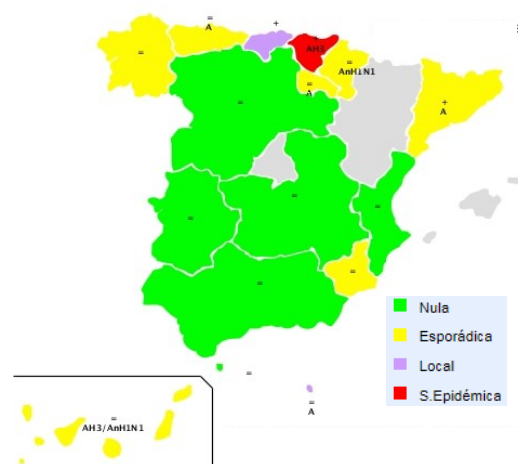 =
A
+
+
AH3
=
=
AnH1N1
=
A
+
A
=
=
=
=
=
=
=
=
A
=
AH3/AnH1N1
Nula
Esporádica
Local
S.Epidémica